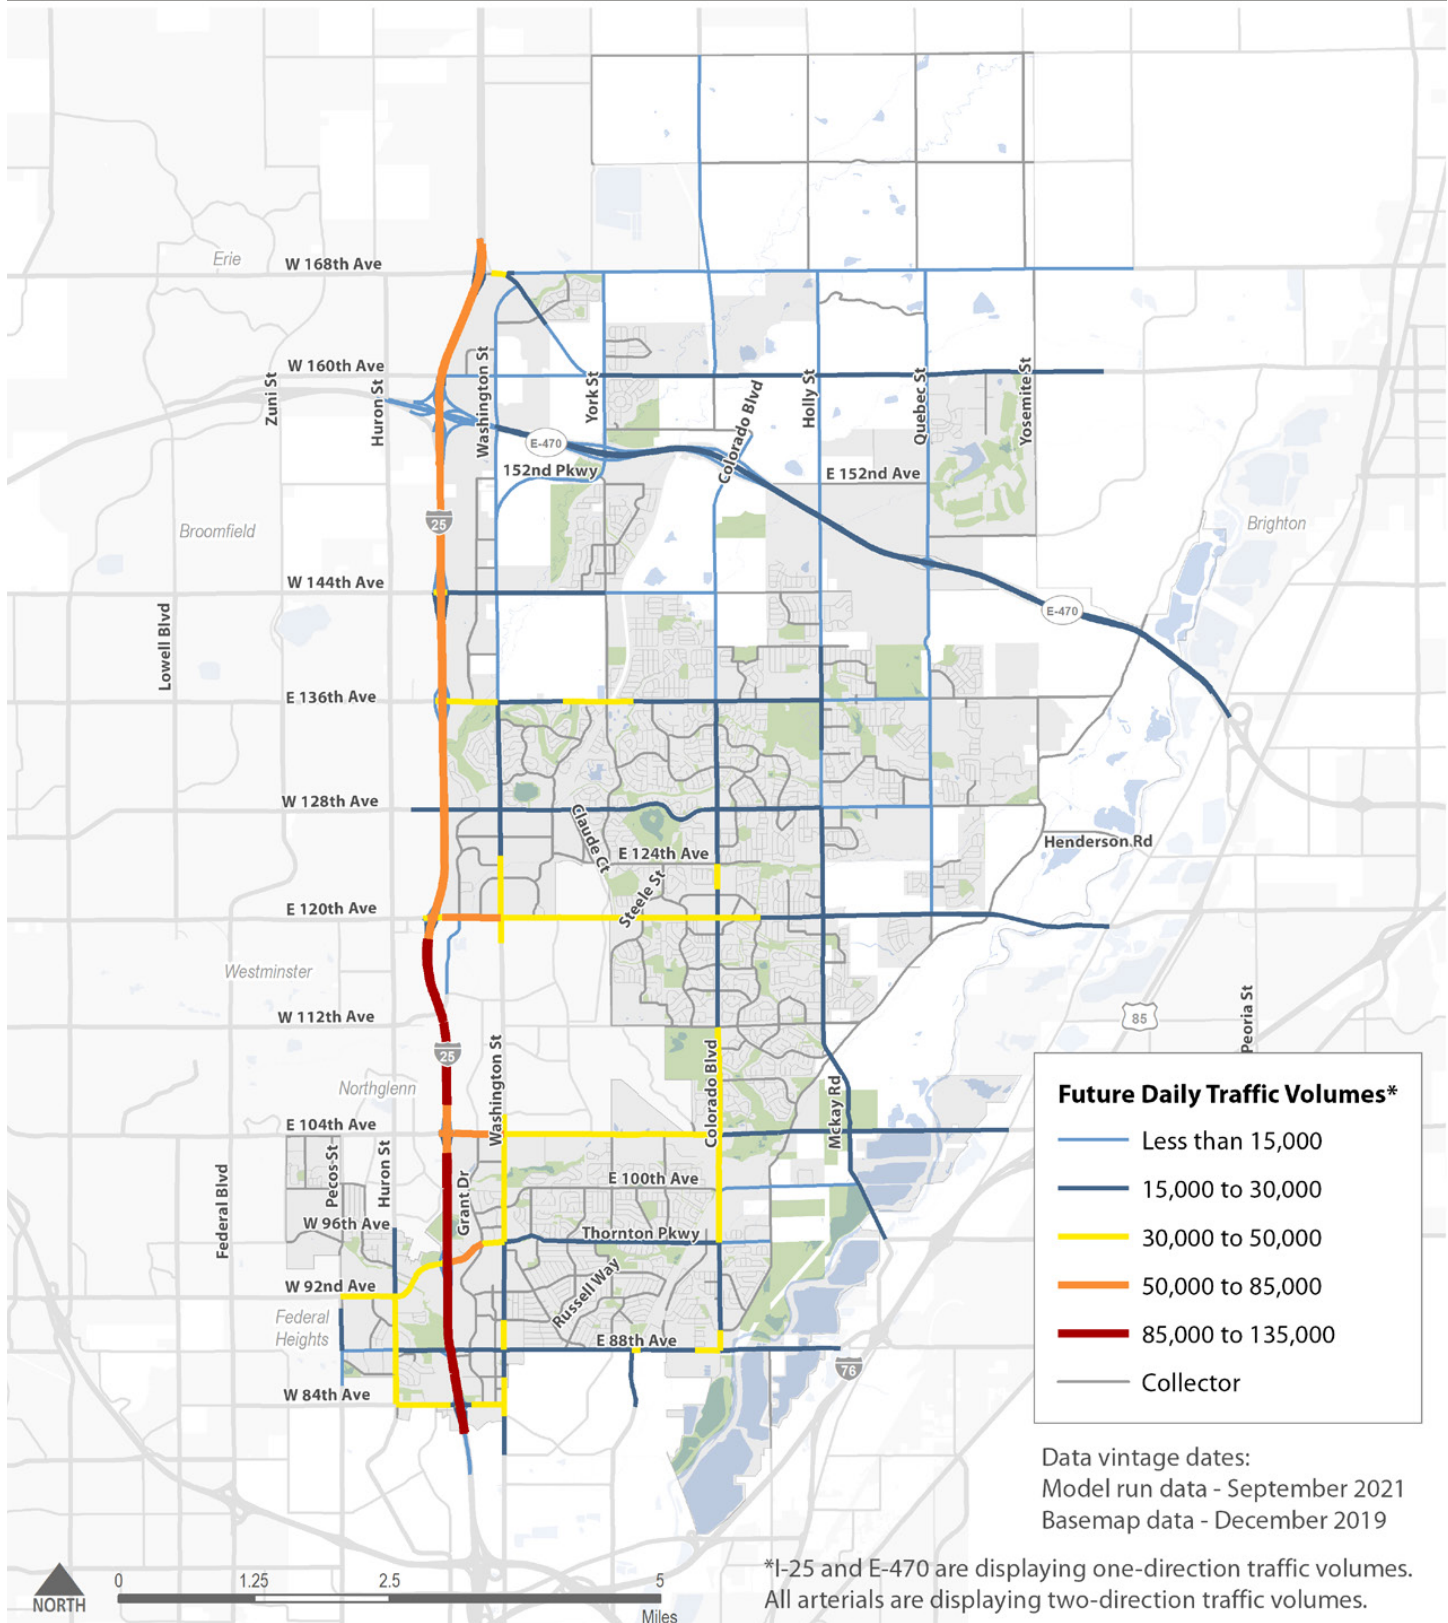 Erie
W 168th Ave
W 160th Ave
Zuni St
Huron St
Washington St
York St
Colorado Blvd
Holly St
Quebec St
Yosemite St
E-470
152nd Pkwy
E 152nd Ave
25
Broomfield
Brighton
W 144th Ave
E-470
Lowell Blvd
E 136th Ave
W 128th Ave
Claude Ct
E 124th Ave
Henderson Rd
Steele St
E 120th Ave
Westminster
W 112th Ave
85
Peoria St
25
Washington St
Colorado Blvd
Northglenn
Mckay Rd
E 104th Ave
Federal Blvd
Pecos St
Huron St
Grant Dr
E 100th Ave
W 96th Ave
Thornton Pkwy
W 92nd Ave
Russell Way
Federal
Heights
E 88th Ave
76
W 84th Ave
Future Daily Traffic Volumes*
Less than 15,000
15,000 to 30,000
30,000 to 50,000
50,000 to 85,000
85,000 to 135,000
Collector
Data vintage dates:
Model run data - September 2021
Basemap data - December 2019
*I-25 and E-470 are displaying one-direction traffic volumes.
All arterials are displaying two-direction traffic volumes.
NORTH
0 1.25 2.5 5
Miles